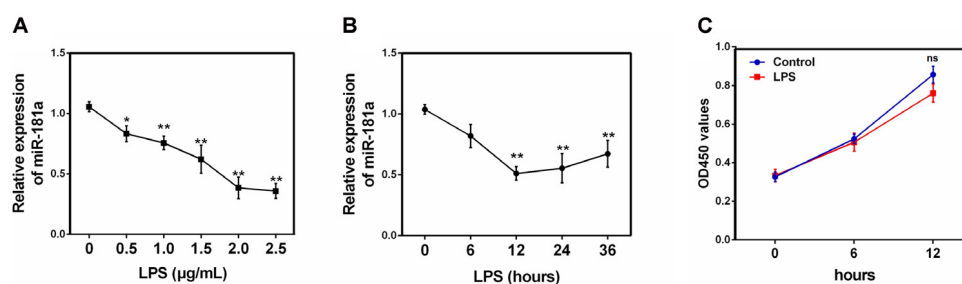 A
Relative expression
of miR-181a
1.5
1.0
0.5
0.0
*
**
**
**
**
0
0.5
1.0
1.5
2.0
2.5
LPS (μg/mL)
B
Relative expression
of miR-181a
1.5
1.0
0.5
0.0
**
**
**
0
6
12
24
36
LPS (hours)
C
OD450 values
1.0
0.8
0.6
0.4
0.2
0.0
Control
LPS
ns
0
6
12
hours